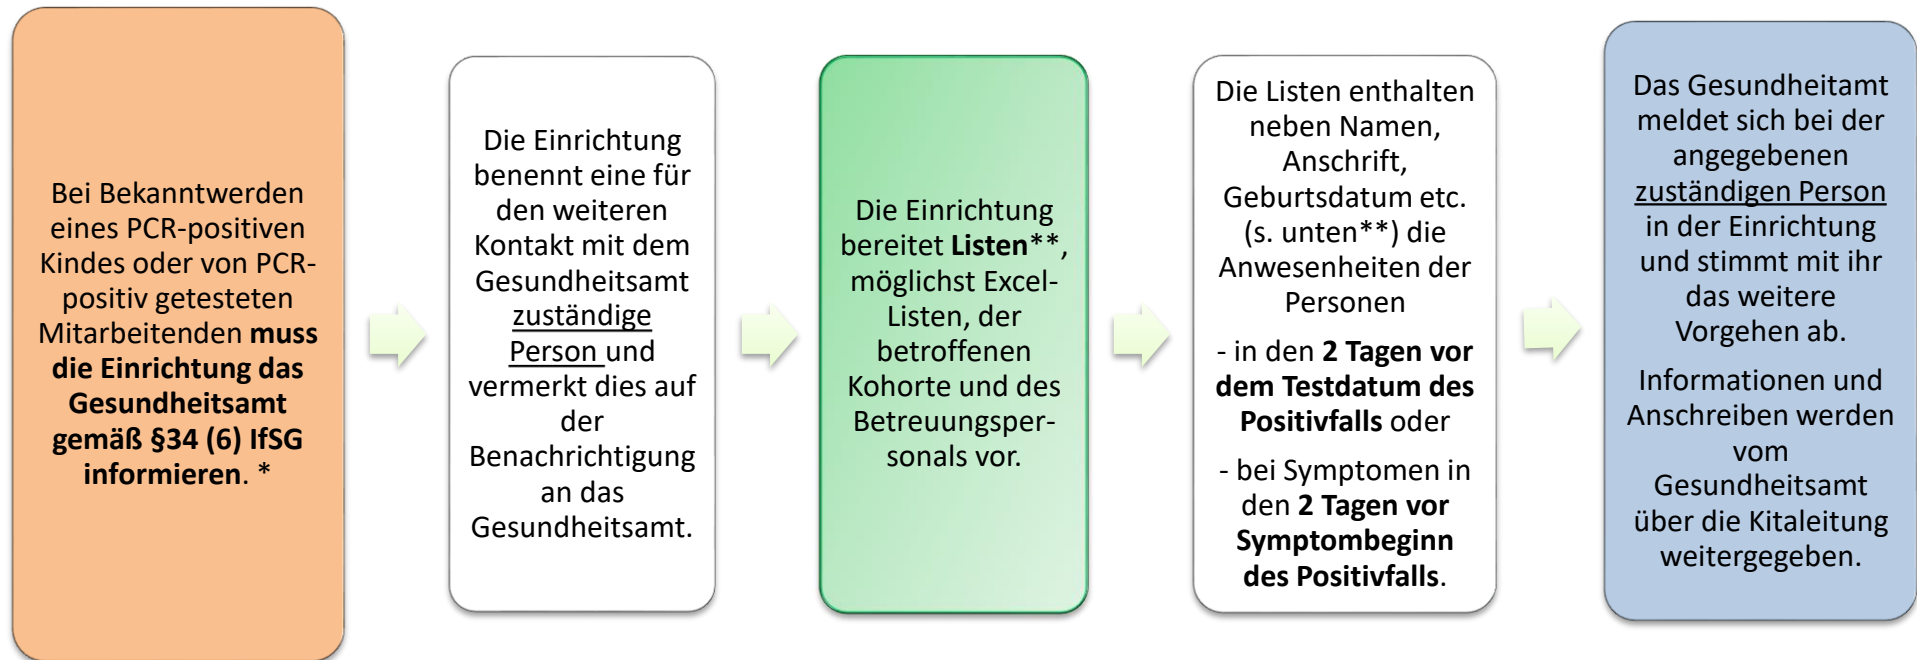 Bei Bekanntwerden
eines PCR-positiven
Kindes oder von PCR-
positiv getesteten
Mitarbeitenden muss
die Einrichtung das
Gesundheitsamt
gemäß §34 (6) IfSG
informieren. *
Die Einrichtung
benennt eine für
den weiteren
Kontakt mit dem
Gesundheitsamt
zuständige
Person und
vermerkt dies auf
der
Benachrichtigung
an das
Gesundheitsamt.
Die Einrichtung
bereitet Listen**,
möglichst Excel-
Listen, der
betroffenen
Kohorte und des
Betreuungsper-
sonals vor.
Die Listen enthalten
neben Namen,
Anschrift,
Geburtsdatum etc.
(s. unten**) die
Anwesenheiten der
Personen
- in den 2 Tagen vor
dem Testdatum des
Positivfalls oder
- bei Symptomen in
den 2 Tagen vor
Symptombeginn
des Positivfalls.
Das Gesundheitamt
meldet sich bei der
angegebenen
zuständigen Person
in der Einrichtung
und stimmt mit ihr
das weitere
Vorgehen ab.
Informationen und
Anschreiben werden
vom
Gesundheitsamt
über die Kitaleitung
weitergegeben.